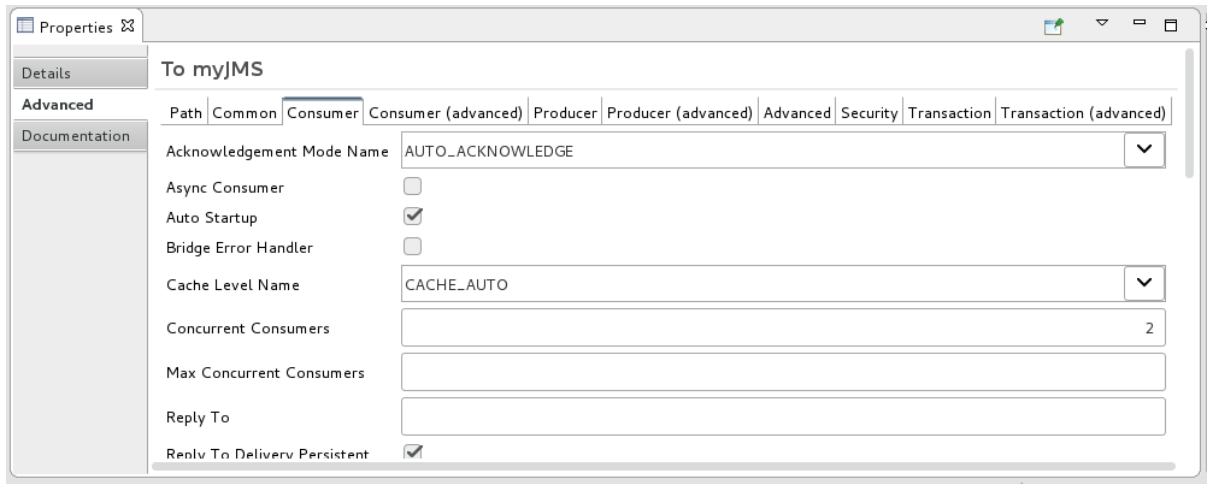 Properties
Details
Advanced
Documentation
To myJMS
Path Common Consumer Consumer (advanced) Producer Producer (advanced) Advanced Security Transaction Transaction (advanced)
Acknowledgement Mode Name AUTO_ACKNOWLEDGE
Async Consumer
Auto Startup
Bridge Error Handler
Cache Level Name CACHE_AUTO
Concurrent Consumers 2
Max Concurrent Consumers
Reply To
Reply To Delivery Persistent